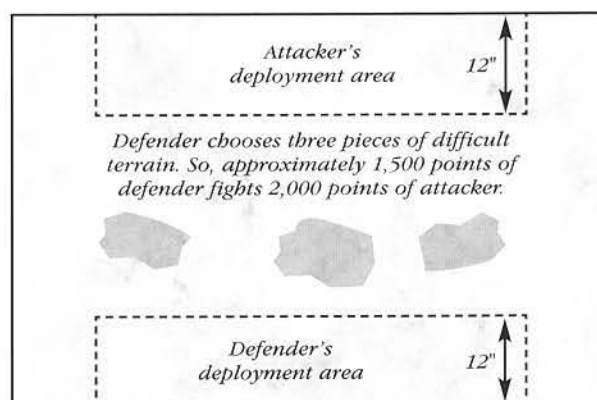 Attacker's
deployment area
12"
Defender chooses three pieces of difficult
terrain. So, approximately 1,500 points of
defender fights 2,000 points of attacker.
Defender's
deployment area
12"